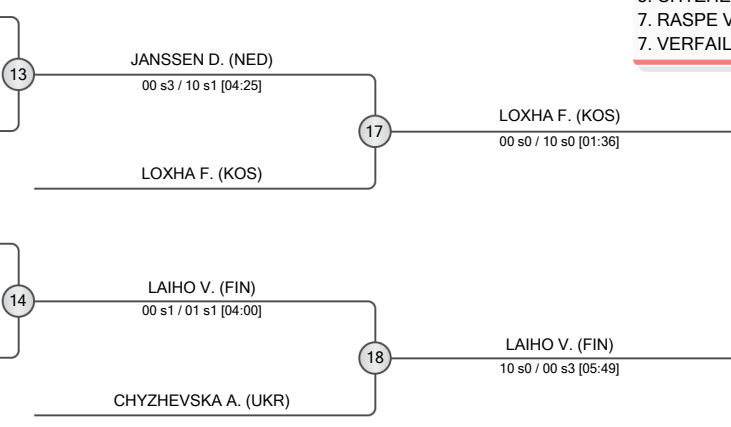 7. RASPE V
7. VERFAIL
13
JANSSEN D. (NED)
00 s3 / 10 s1 [04:25]
17
LOXHA F. (KOS)
00 s0 / 10 s0 [01:36]
LOXHA F. (KOS)
14
LAIHO V. (FIN)
00 s1 / 01 s1 [04:00]
18
LAIHO V. (FIN)
10 s0 / 00 s3 [05:49]
CHYZHEVSKA A. (UKR)